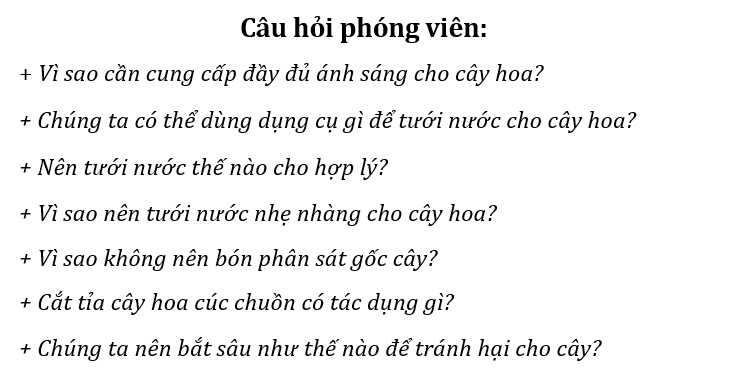 Câu hỏi phóng viên:
+ Vì sao cần cung cấp đầy đủ ánh sáng cho cây hoa?
+ Chúng ta có thể dùng dụng cụ gì để tưới nước cho cây hoa?
+ Nên tưới nước thế nào cho hợp lý?
+ Vì sao nên tưới nước nhẹ nhàng cho cây hoa?
+ Vì sao không nên bón phân sát gốc cây?
+ Cắt tỉa cây hoa cúc chuồn có tác dụng gì?
+ Chúng ta nên bắt sâu như thế nào để tránh hại cho cây?